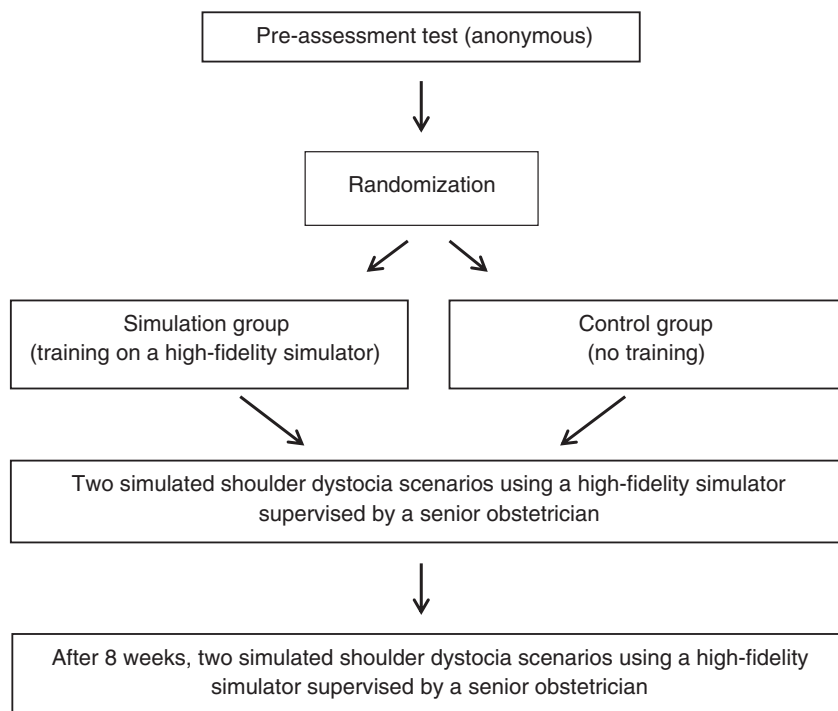 Pre-assessment test (anonymous)
Randomization
Simulation group
(training on a high-fidelity simulator)
Control group
(no training)
Two simulated shoulder dystocia scenarios using a high-fidelity simulator
supervised by a senior obstetrician
After 8 weeks, two simulated shoulder dystocia scenarios using a high-fidelity
simulator supervised by a senior obstetrician